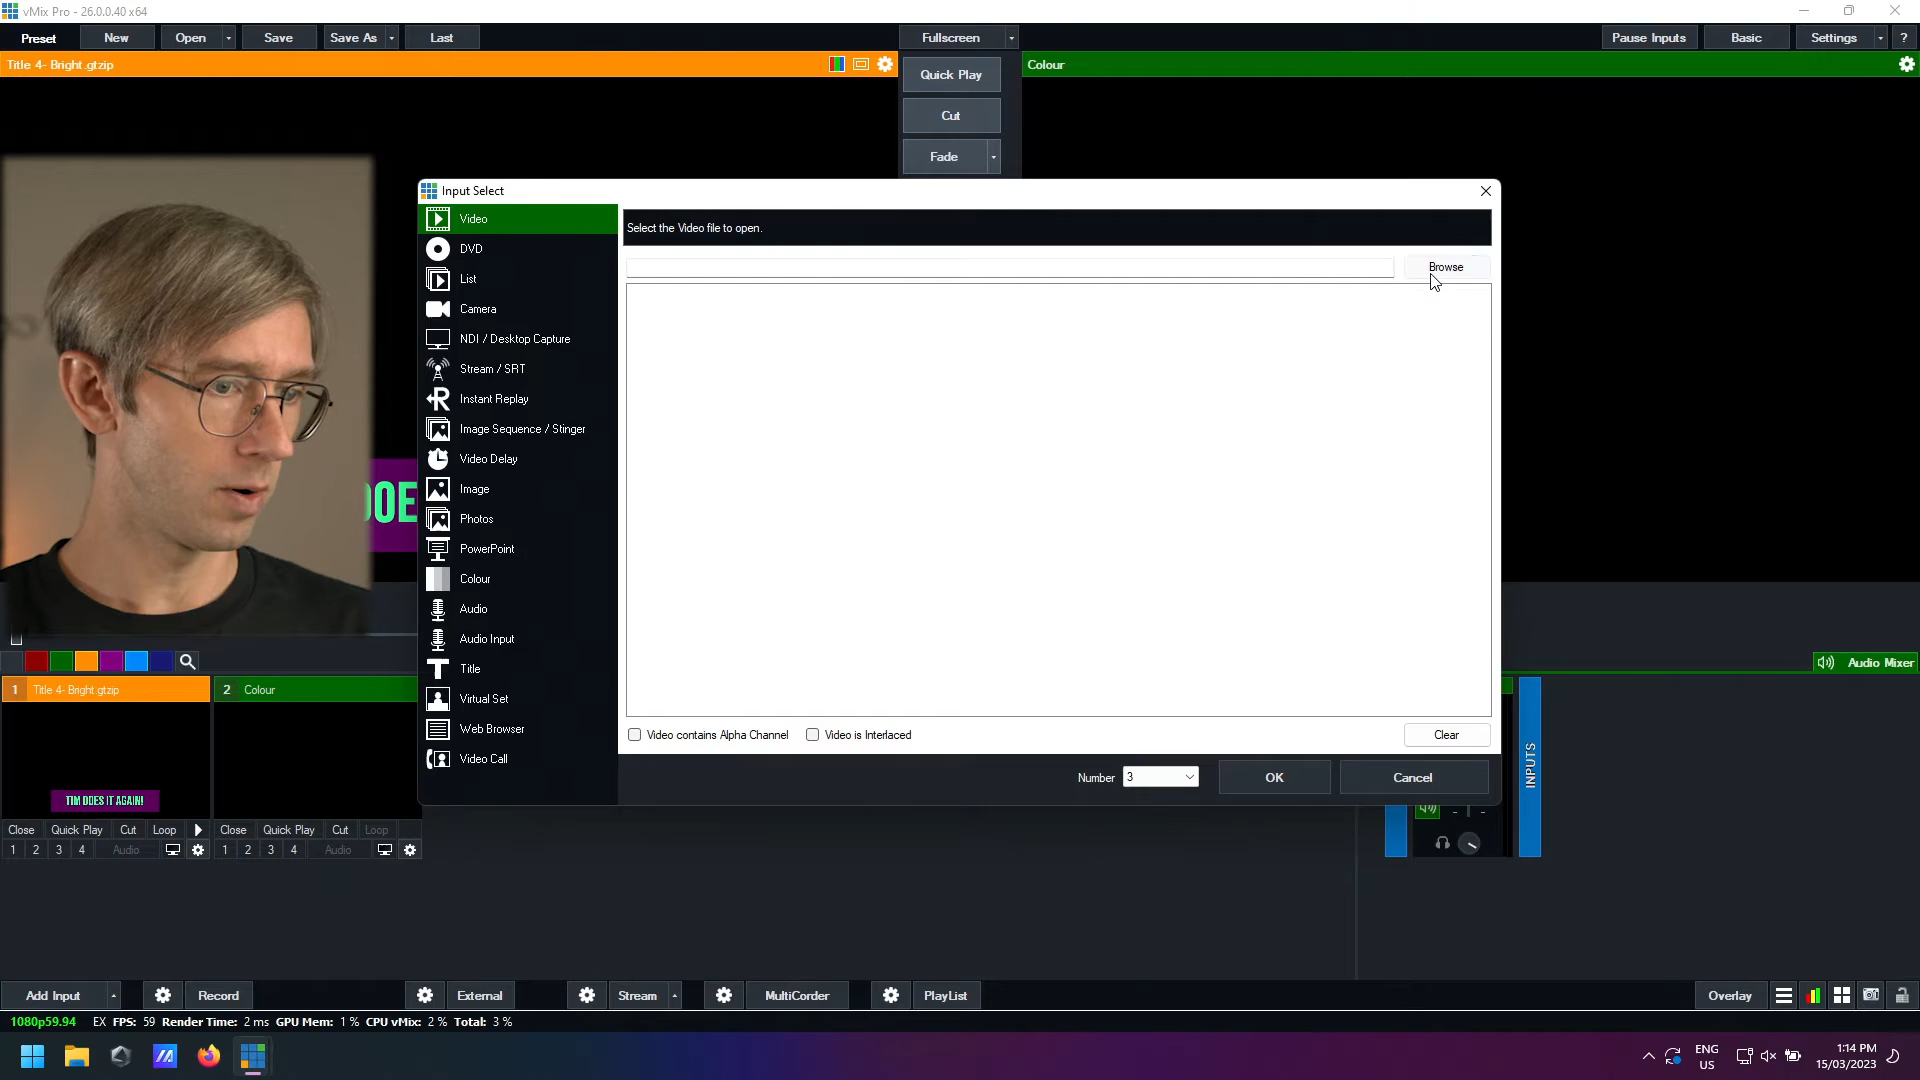 vMix Pro - 26.0.0.40 x64
Preset New Open Save Save As Last Fullscreen Pause Inputs Basic Settings ?
Title 4- Bright.gtzip
Quick Play
Cut
Fade
Colour
Input Select
Video
DVD
List
Camera
NDI / Desktop Capture
Stream / SRT
Instant Replay
Image Sequence / Stinger
Video Delay
Image
Photos
PowerPoint
Colour
Audio
Audio Input
Title
Virtual Set
Web Browser
Video Call
Select the Video file to open.
Browse
Video contains Alpha Channel Video is Interlaced Clear
Number 3 OK Cancel
DOE
Audio Mixer
1 Title 4- Bright.gtzip 2 Colour
TIM DOES IT AGAIN!
INPUTS
Close Quick Play Cut Loop Close Quick Play Cut Loop
1 2 3 4 Audio 1 2 3 4 Audio
Add Input Record External Stream MultiCorder PlayList Overlay
1080p59.94 EX FPS: 59 Render Time: 2 ms GPU Mem: 1 % CPU vMix: 2 % Total: 3 %
ENG
US
1:14 PM
15/03/2023